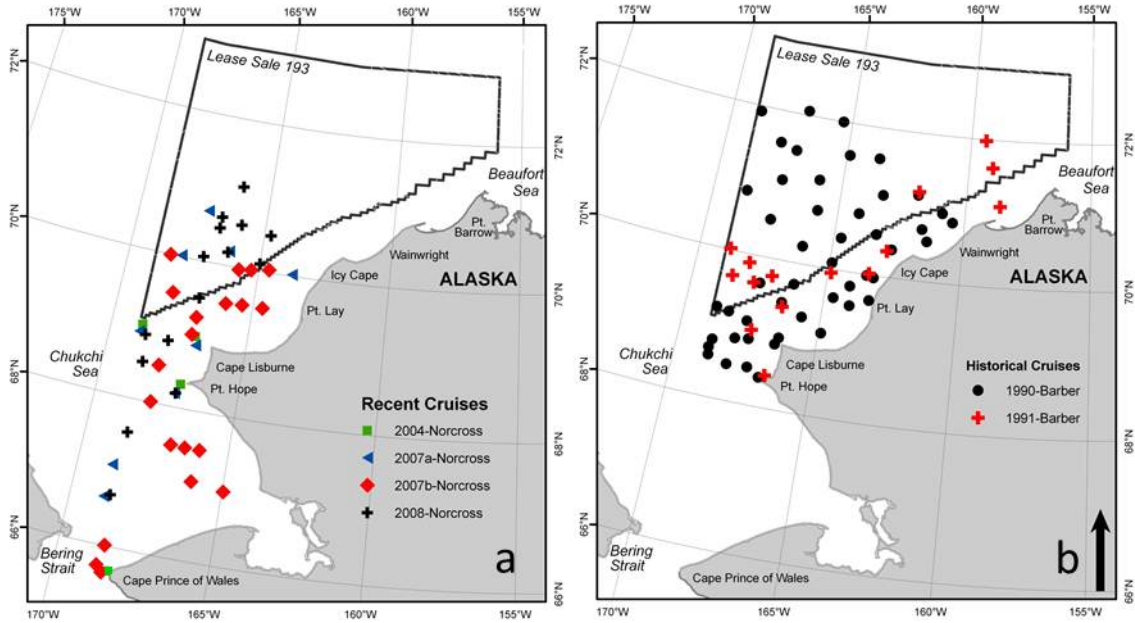 175°W 170°W 165°W 160°W 155°W
72°N
70°N
68°N
66°N
Lease Sale 193
Beaufort
Sea
Pt.
Barrow
Wainwright
Icy Cape
ALASKA
Pt. Lay
Chukchi
Sea
Cape Lisburne
Pt. Hope
Recent Cruises
2004-Norcross
2007a-Norcross
2007b-Norcross
2008-Norcross
Bering
Strait
Cape Prince of Wales
a
72°N
70°N
68°N
66°N
170°W 165°W 160°W 155°W
175°W 170°W 165°W 160°W 155°W
72°N
70°N
68°N
66°N
Lease Sale 193
Beaufort
Sea
Pt.
Barrow
Wainwright
Icy Cape
ALASKA
Pt. Lay
Chukchi
Sea
Cape Lisburne
Pt. Hope
Historical Cruises
1990-Barber
1991-Barber
Bering
Strait
Cape Prince of Wales
b
72°N
70°N
68°N
66°N
170°W 165°W 160°W 155°W